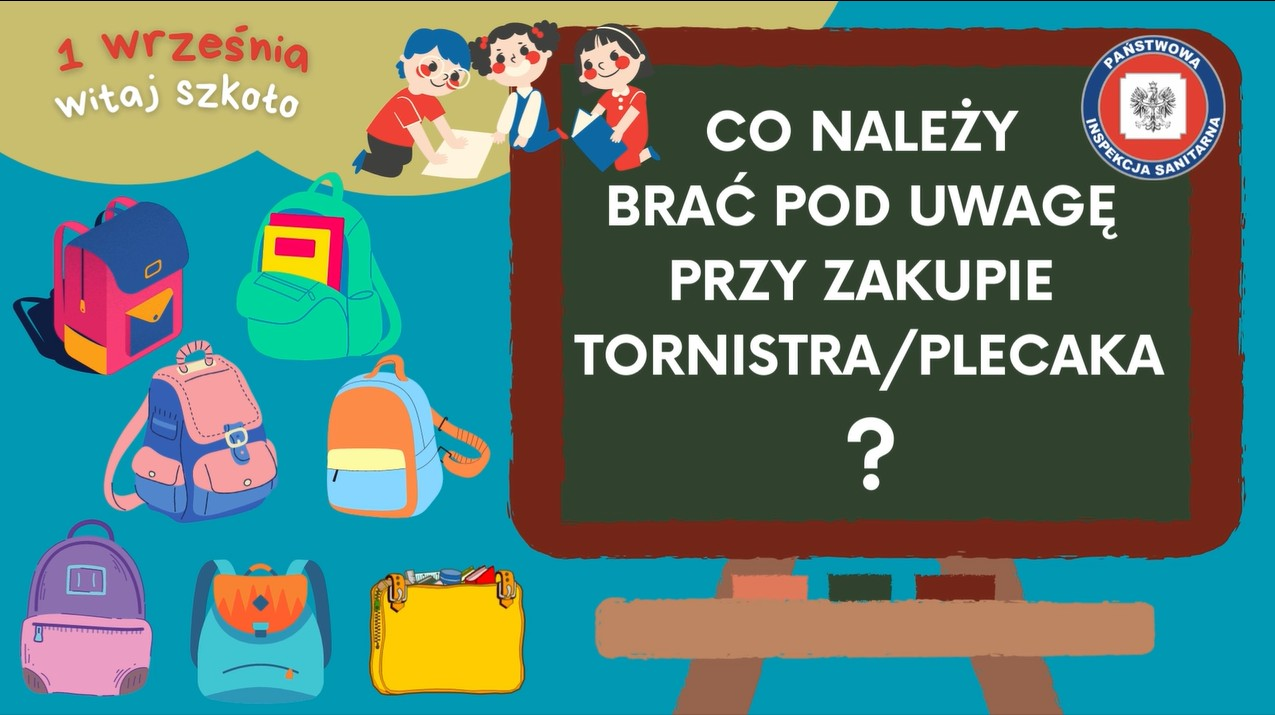 1 września
witaj szkoło
CO NALEŻY
BRAĆ POD UWAGĘ
PRZY ZAKUPIE
TORNISTRA/PLECAKA
?
PAŃSTWOWA
INSPEKCJA SANITARNA